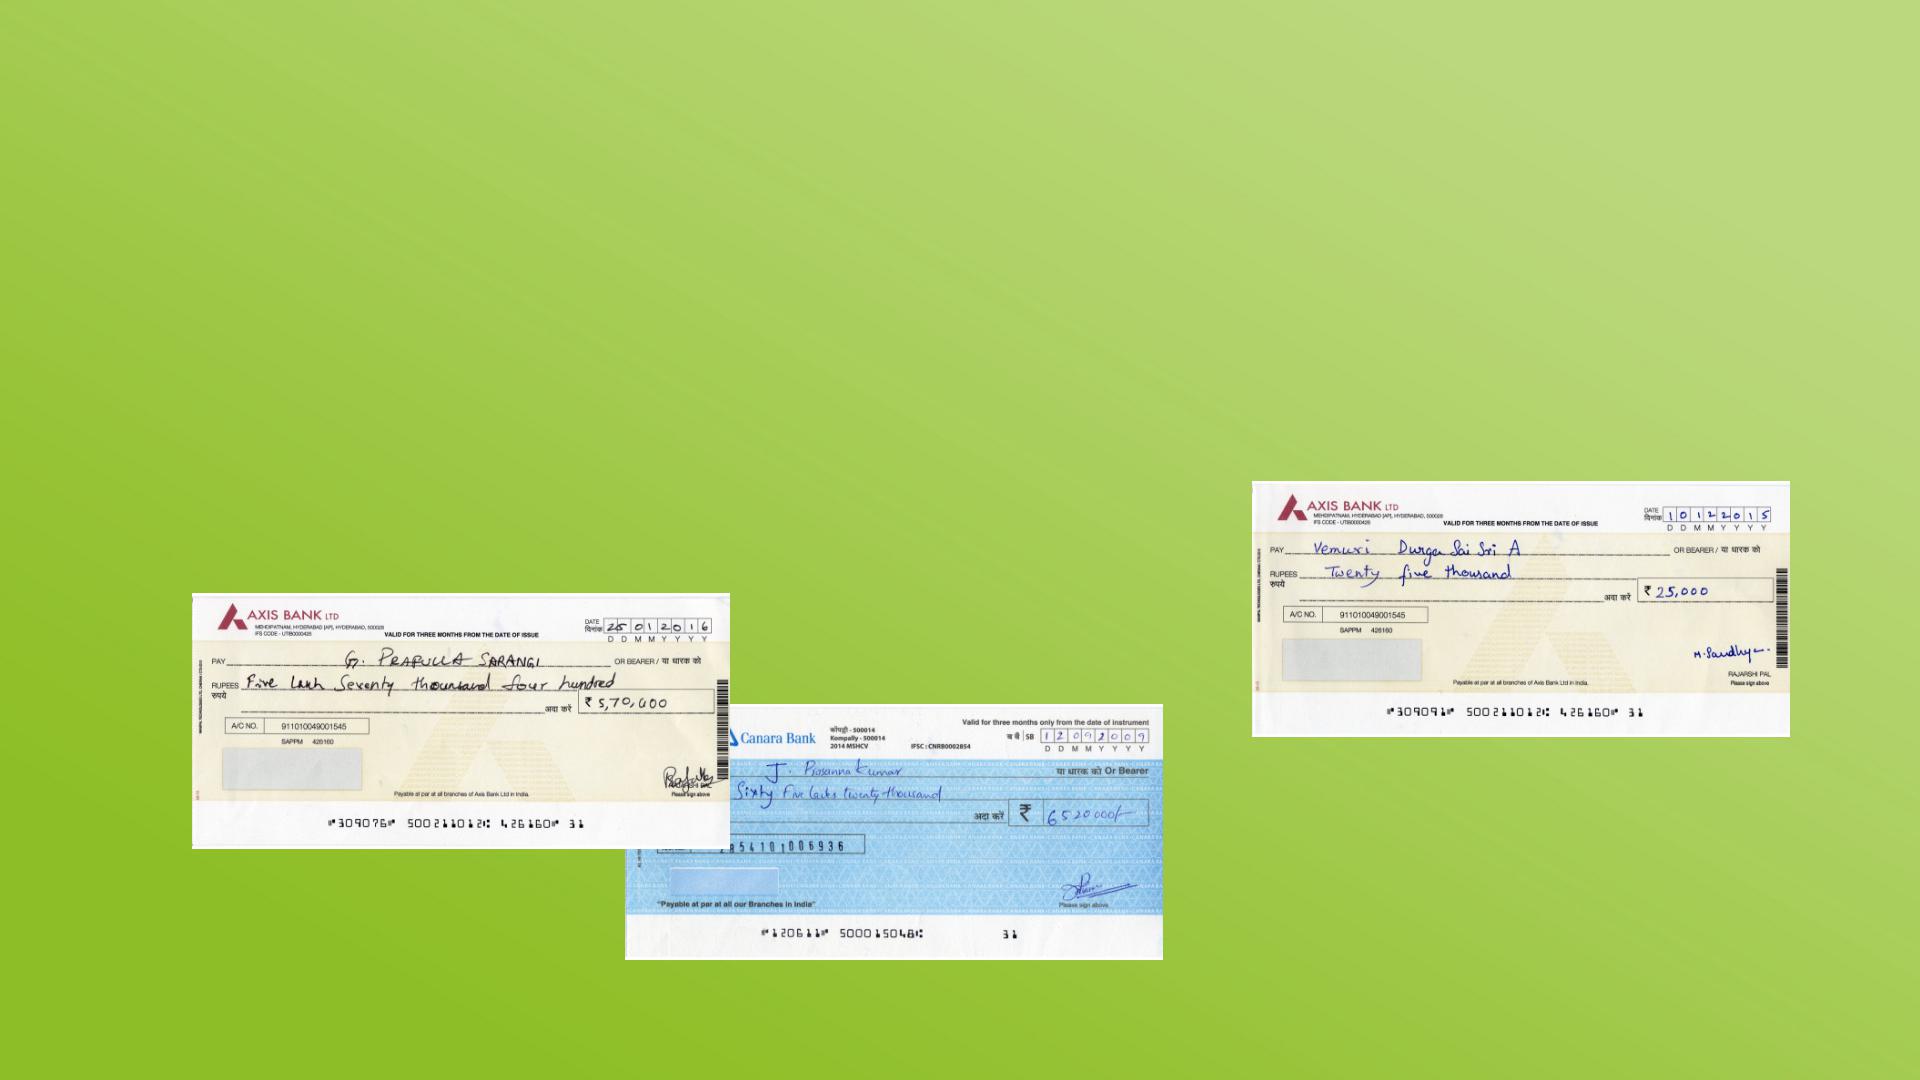 AXIS BANK LTD
MEHDIPATNAM, HYDERABAD [AP], HYDERABAD, 500028
IFS CODE - UTIB0000426
VALID FOR THREE MONTHS FROM THE DATE OF ISSUE
DATE
दिनांक 25012016
D D M M Y Y Y Y
PAY G. PRAFULLA SARANGI OR BEARER / या धारक को
RUPEES Five Lakh Seventy thousand four hundred
रुपये
अदा करें ₹ 5,70,400
A/C NO. 911010049001545
SAPPM 426160
Please sign above
Payable at par at all branches of Axis Bank Ltd in India.
⑈309076⑈ 500211012⑆ 426160⑈ 31
Canara Bank
कोंपल्ली - 500014
Kompally - 500014
2014 MSHCV
IFSC : CNRB0002854
Valid for three months only from the date of instrument
SB 12092009
D D M M Y Y Y Y
J. Prasanna Kumar या धारक को Or Bearer
Sixty Five lacks twenty thousand
अदा करें ₹ 6520000/-
2854101006936
Please sign above
"Payable at par at all our Branches in India"
⑈120611⑈ 500015048⑆ 31
AXIS BANK LTD
MEHDIPATNAM, HYDERABAD [AP], HYDERABAD, 500028
IFS CODE - UTIB0000426
VALID FOR THREE MONTHS FROM THE DATE OF ISSUE
DATE
दिनांक 10122015
D D M M Y Y Y Y
PAY Vemuri Durga Sai Sri A OR BEARER / या धारक को
RUPEES Twenty five thousand
रुपये
अदा करें ₹ 25,000
A/C NO. 911010049001545
SAPPM 426160
M. Sandhya
RAJARSHI PAL
Please sign above
Payable at par at all branches of Axis Bank Ltd in India.
⑈309091⑈ 500211012⑆ 426160⑈ 31